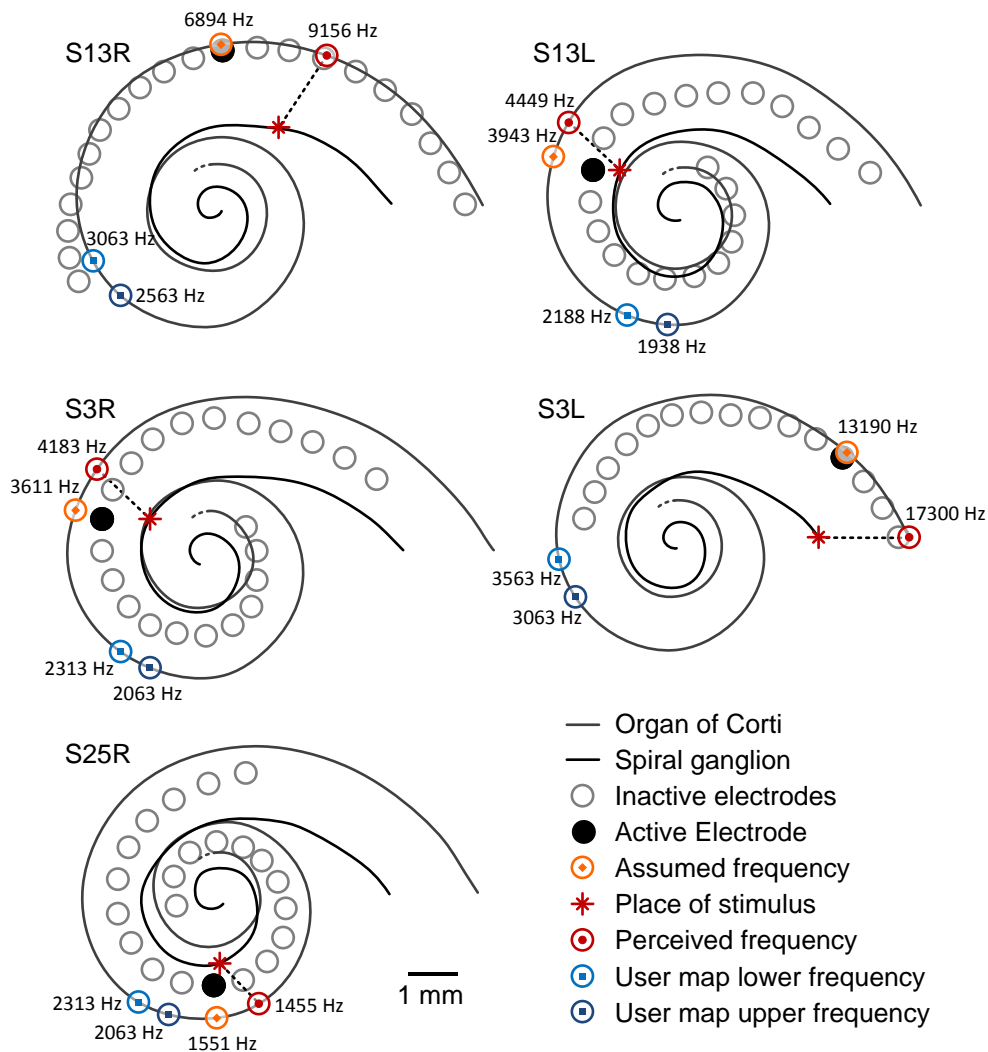 S13R
6894 Hz
9156 Hz
3063 Hz
2563 Hz
S13L
4449 Hz
3943 Hz
2188 Hz
1938 Hz
S3R
4183 Hz
3611 Hz
2313 Hz
2063 Hz
S3L
13190 Hz
17300 Hz
3563 Hz
3063 Hz
S25R
2313 Hz
2063 Hz
1551 Hz
1455 Hz
1 mm
Organ of Corti
Spiral ganglion
Inactive electrodes
Active Electrode
Assumed frequency
Place of stimulus
Perceived frequency
User map lower frequency
User map upper frequency